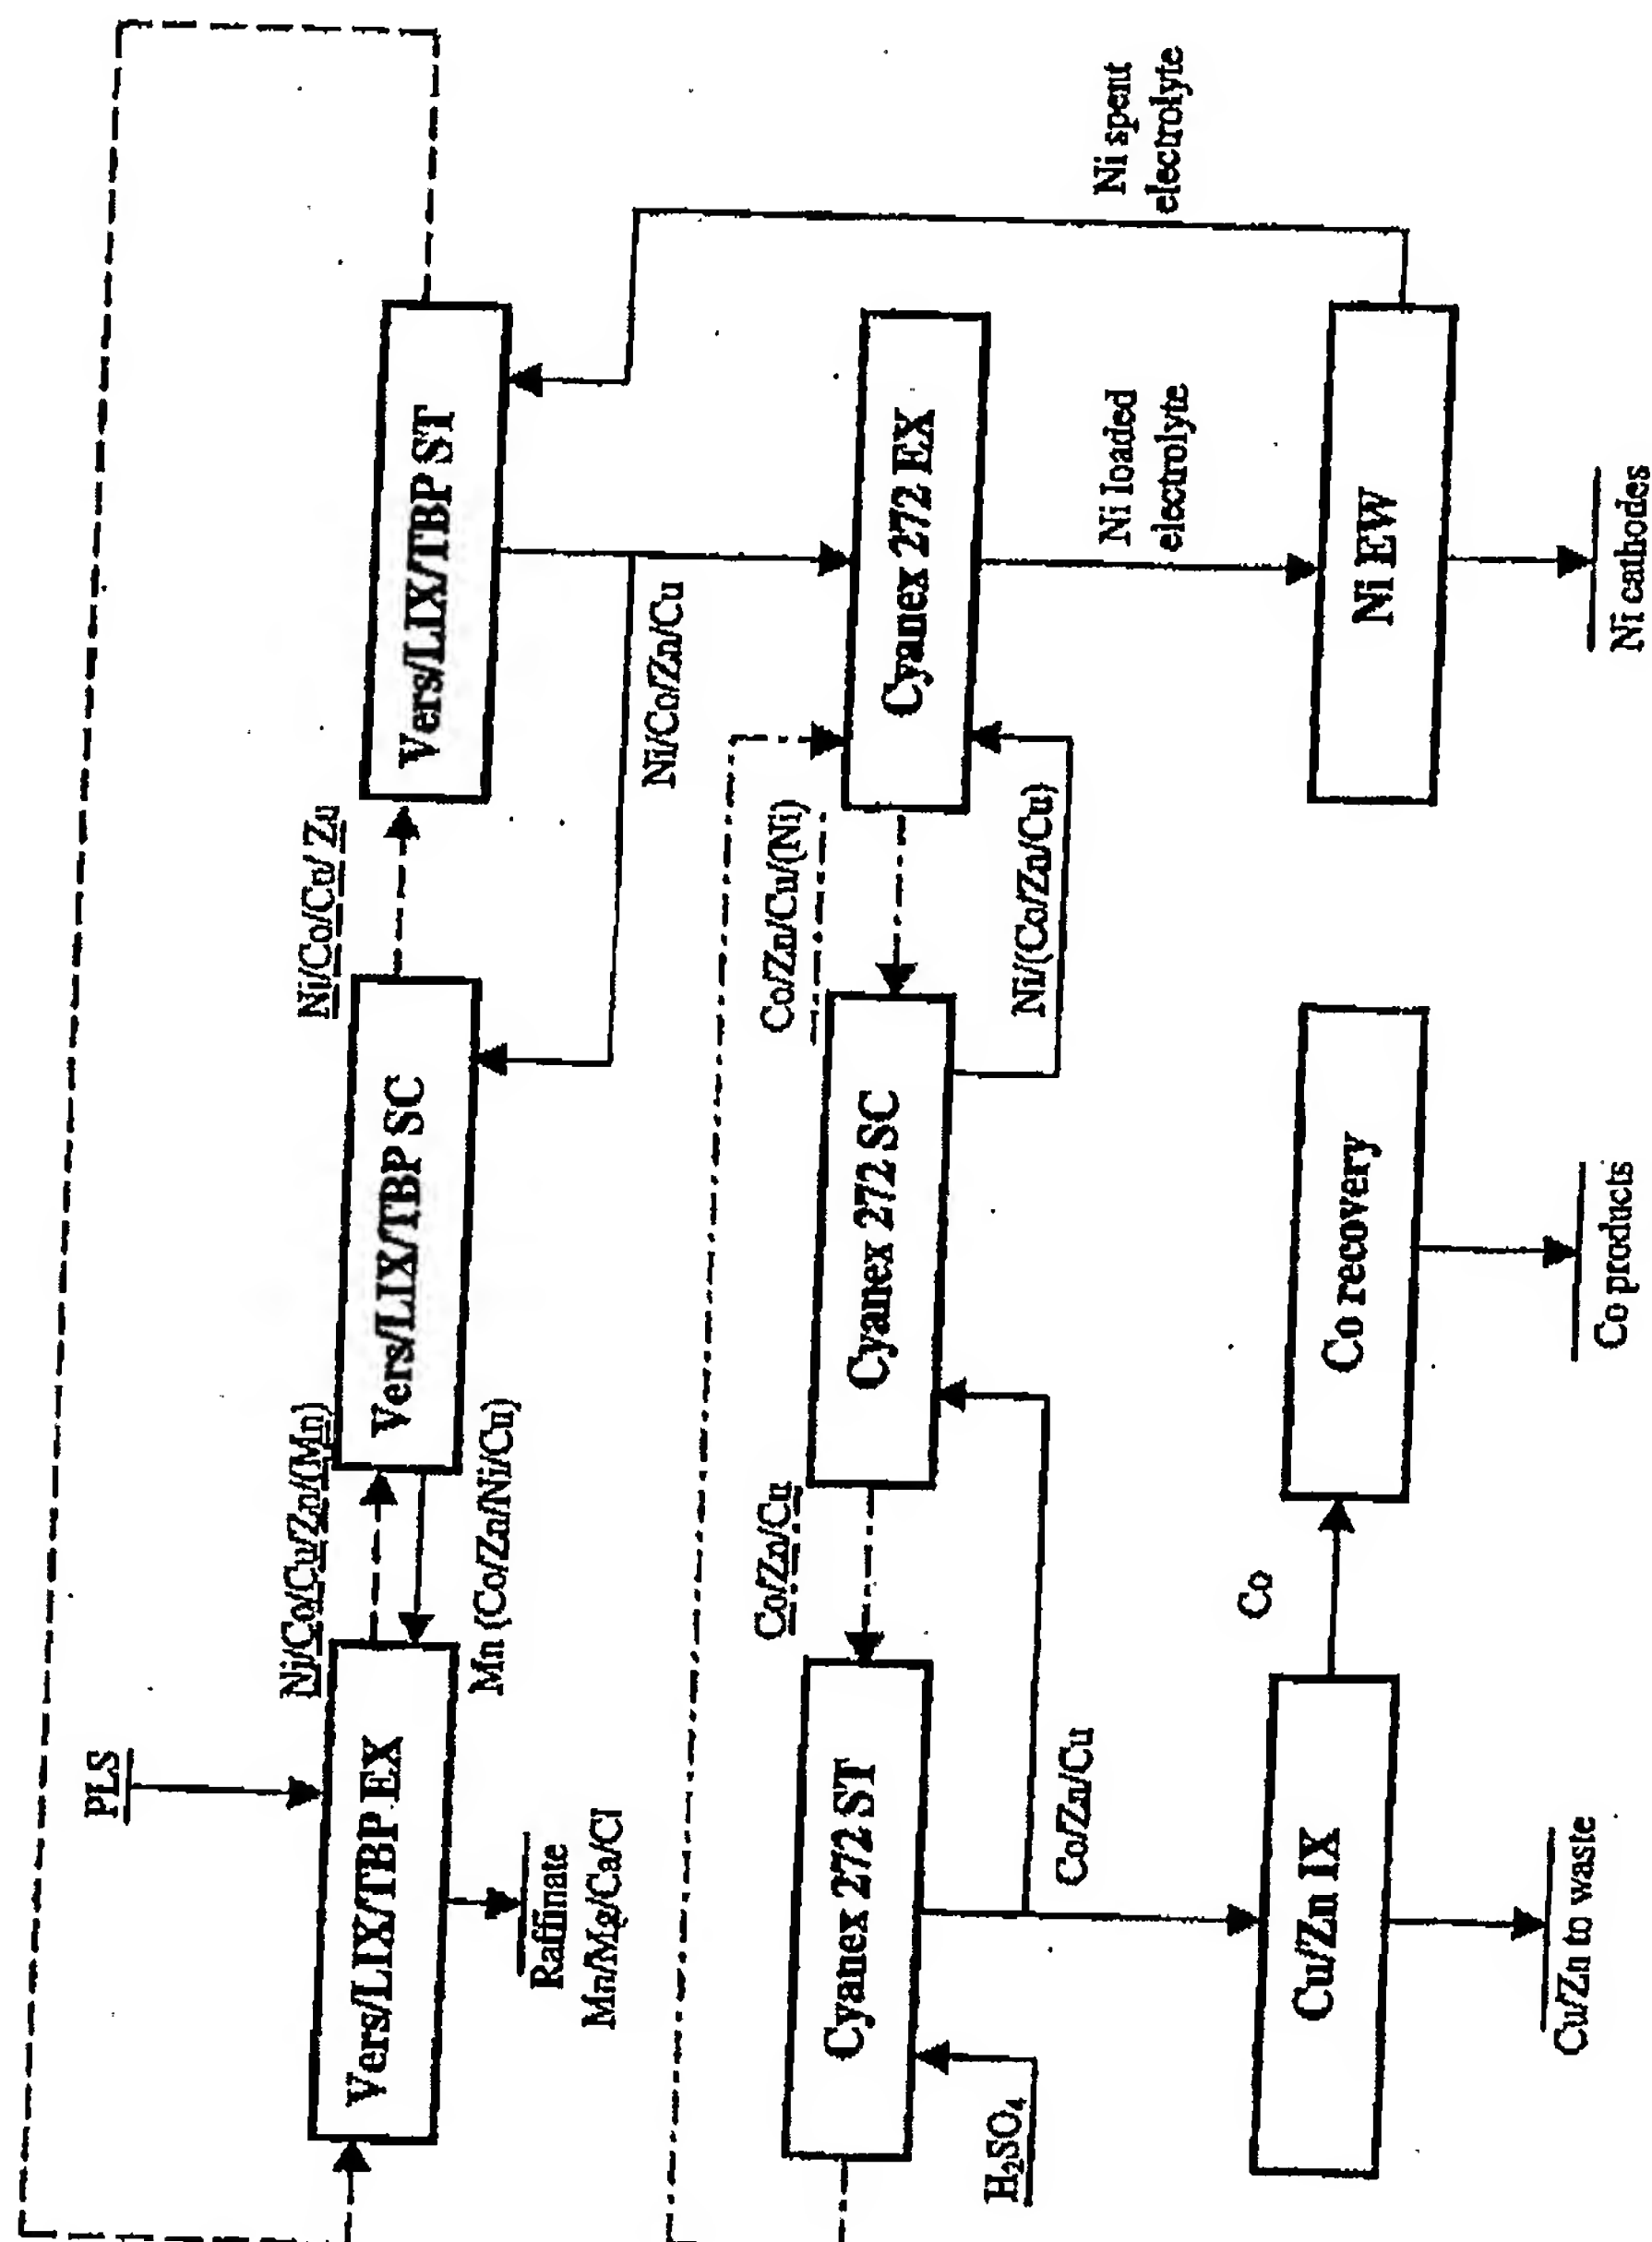 PLS
Ni/Co/Cu/Zn/(Mn)
Ni/Co/Cu/ Zn
Vers/LIX/TBP EX
Vers/LIX/TBP SC
Vers/LIX/TBP ST
Mn (Co/Zn/Ni/Cu)
Raffinate
Mn/Mg/Ca/Cl
Ni/Co/Zn/Cu
Co/Zn/Cu
Co/Zn/Cu/(Ni)
Cyanex 272 ST
Cyanex 272 SC
Cyanex 272 EX
H₂SO₄
Co/Zn/Cu
Ni/(Co/Zn/Cu)
Ni loaded
electrolyte
Ni spent
electrolyte
Co
Cu/Zn IX
Co recovery
Ni EW
Cu/Zn to waste
Co products
Ni cathodes